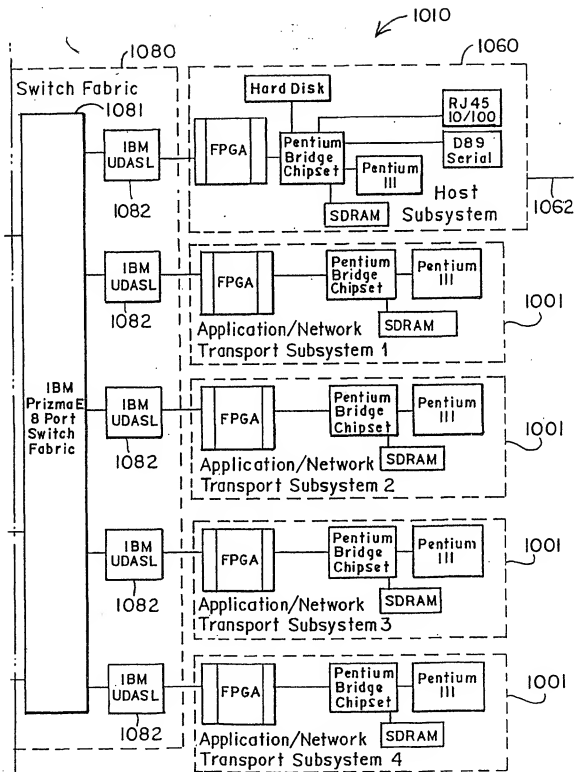 1010
1080
1060
Switch Fabric
1081
Hard Disk
RJ45
10/100
IBM
UDASL
FPGA
Pentium
Bridge
Chipset
D89
Serial
Pentium
III
1082
Host
Subsystem
SDRAM
1062
IBM
UDASL
FPGA
Pentium
Bridge
Chipset
Pentium
III
1082
SDRAM
1001
Application/Network
Transport Subsystem 1
IBM
PrizmaE
8 Port
Switch
Fabric
IBM
UDASL
FPGA
Pentium
Bridge
Chipset
Pentium
III
1082
SDRAM
1001
Application/Network
Transport Subsystem 2
IBM
UDASL
FPGA
Pentium
Bridge
Chipset
Pentium
III
1082
SDRAM
1001
Application/Network
Transport Subsystem 3
IBM
UDASL
FPGA
Pentium
Bridge
Chipset
Pentium
III
1082
SDRAM
1001
Application/Network
Transport Subsystem 4